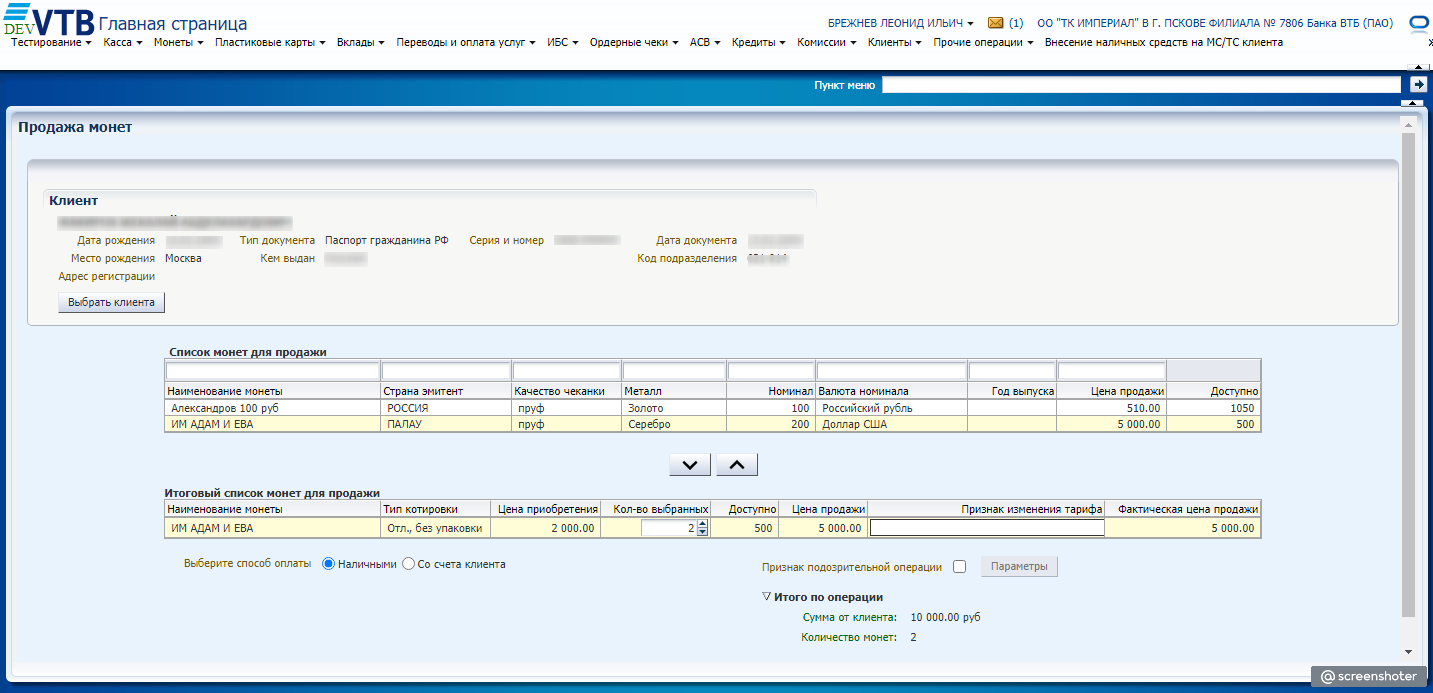 DEV VTB Главная страница
БРЕЖНЕВ ЛЕОНИД ИЛЬИЧ (1) ОО "ТК ИМПЕРИАЛ" В Г. ПСКОВЕ ФИЛИАЛА № 7806 Банка ВТБ (ПАО)
Тестирование Касса Монеты Пластиковые карты Вклады Переводы и оплата услуг ИБС Ордерные чеки АСВ Кредиты Комиссии Клиенты Прочие операции Внесение наличных средств на МС/ТС клиента »
Пункт меню
Продажа монет
Клиент
Дата рождения Тип документа Паспорт гражданина РФ Серия и номер Дата документа
Место рождения Москва Кем выдан Код подразделения
Адрес регистрации
Выбрать клиента
Список монет для продажи
Наименование монеты Страна эмитент Качество чеканки Металл Номинал Валюта номинала Год выпуска Цена продажи Доступно
Александров 100 руб РОССИЯ пруф Золото 100 Российский рубль 510.00 1050
ИМ АДАМ И ЕВА ПАЛАУ пруф Серебро 200 Доллар США 5 000.00 500
Итоговый список монет для продажи
Наименование монеты Тип котировки Цена приобретения Кол-во выбранных Доступно Цена продажи Признак изменения тарифа Фактическая цена продажи
ИМ АДАМ И ЕВА Отл., без упаковки 2 000.00 2 500 5 000.00 5 000.00
Выберите способ оплаты Наличными Со счета клиента
Признак подозрительной операции Параметры
Итого по операции
Сумма от клиента: 10 000.00 руб
Количество монет: 2
@screenshoter